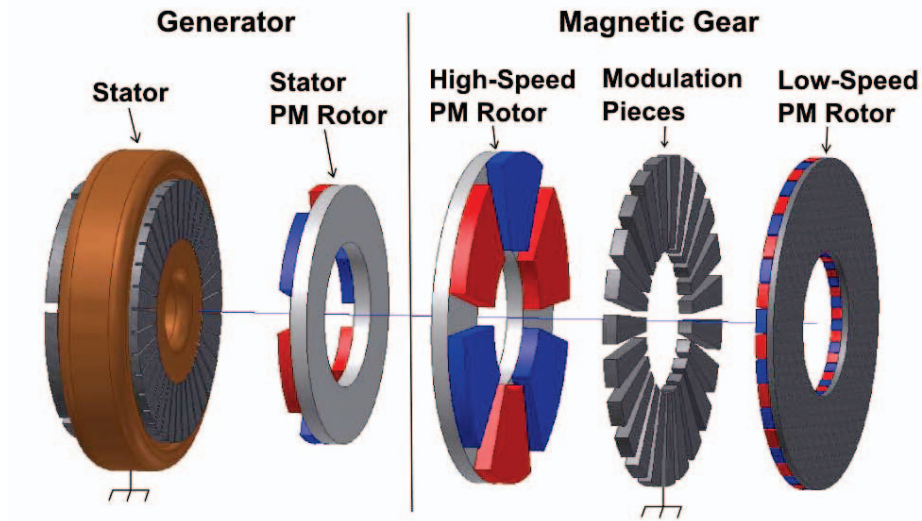 Generator
Magnetic Gear
Stator
Stator
PM Rotor
High-Speed
PM Rotor
Modulation
Pieces
Low-Speed
PM Rotor